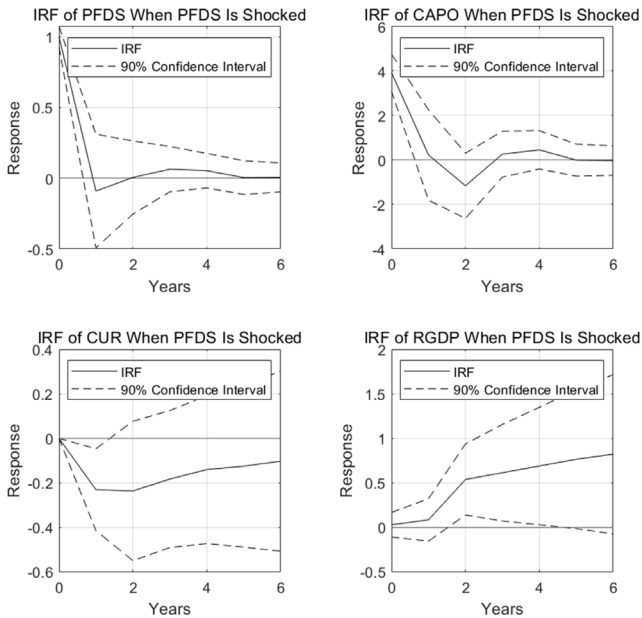 IRF of PFDS When PFDS Is Shocked
1
0.5
0
-0.5
Response
IRF
90% Confidence Interval
0 2 4 6
Years
IRF of CAPO When PFDS Is Shocked
6
4
2
0
-2
-4
Response
IRF
90% Confidence Interval
0 2 4 6
Years
IRF of CUR When PFDS Is Shocked
0.4
0.2
0
-0.2
-0.4
-0.6
Response
IRF
90% Confidence Interval
0 2 4 6
Years
IRF of RGDP When PFDS Is Shocked
2
1.5
1
0.5
0
-0.5
Response
IRF
90% Confidence Interval
0 2 4 6
Years